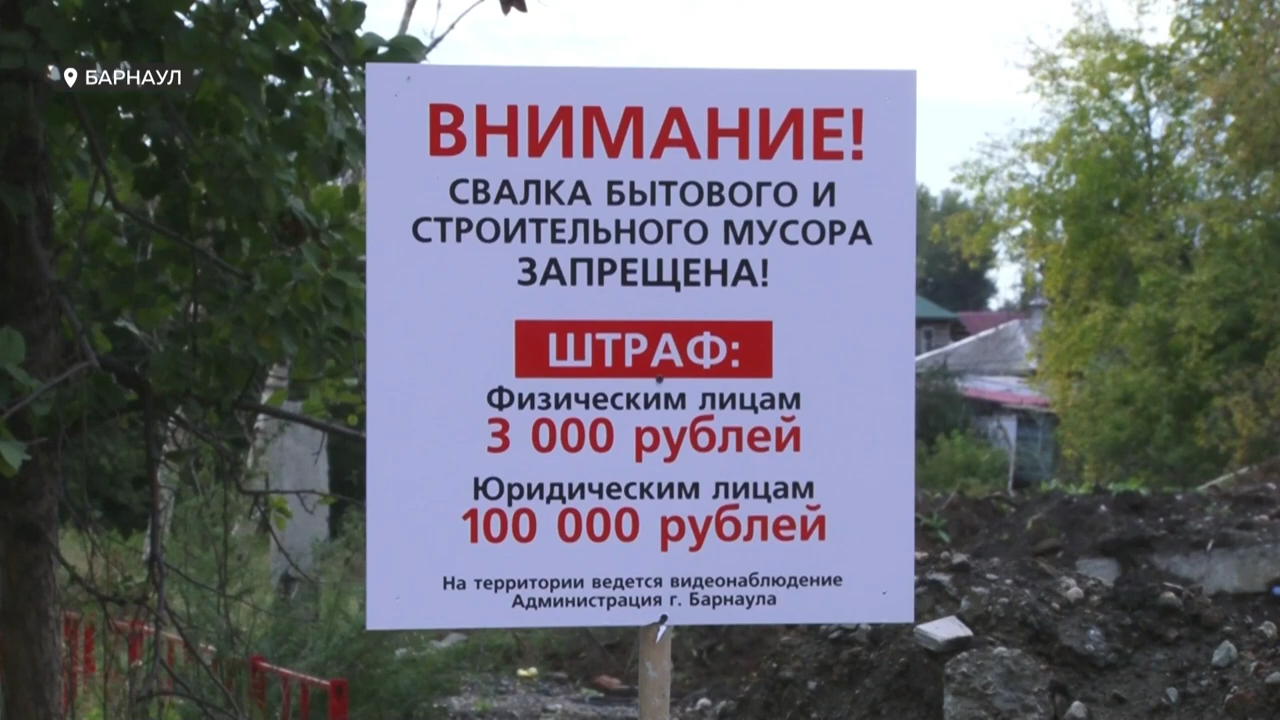 БАРНАУЛ
ВНИМАНИЕ!
СВАЛКА БЫТОВОГО И
СТРОИТЕЛЬНОГО МУСОРА
ЗАПРЕЩЕНА!
ШТРАФ:
Физическим лицам
3 000 рублей
Юридическим лицам
100 000 рублей
На территории ведется видеонаблюдение
Администрация г. Барнаула